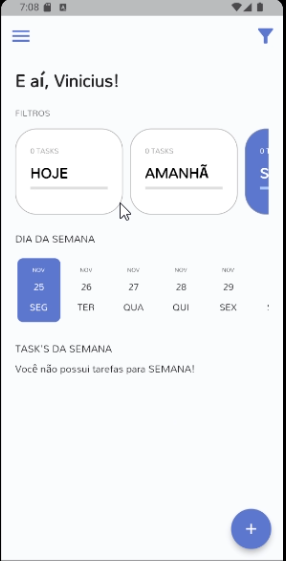 7:08
E aí, Vinicius!
FILTROS
0 TASKS 0 TASKS 0
HOJE AMANHÃ S
DIA DA SEMANA
NOV NOV NOV NOV NOV
25 26 27 28 29
SEG TER QUA QUI SEX
TASK'S DA SEMANA
Você não possui tarefas para SEMANA!
+